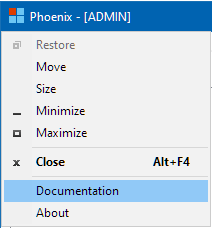 Phoenix - [ADMIN]
Restore
Move
Size
Minimize
Maximize
Close Alt+F4
Documentation
About